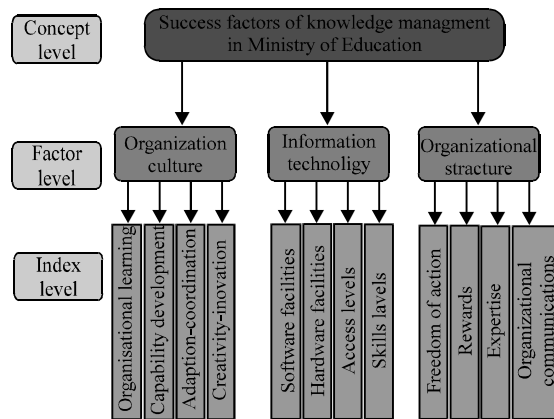 Concept
level
Success factors of knowledge managment
in Ministry of Education
Factor
level
Organization
culture
Information
technoligy
Organizational
stracture
Index
level
Organisational learning
Capability development
Adaption-coordination
Creativity-inovation
Software facilities
Hardware facilities
Access levels
Skills lavels
Freedom of action
Rewards
Expertise
Organizational
communications